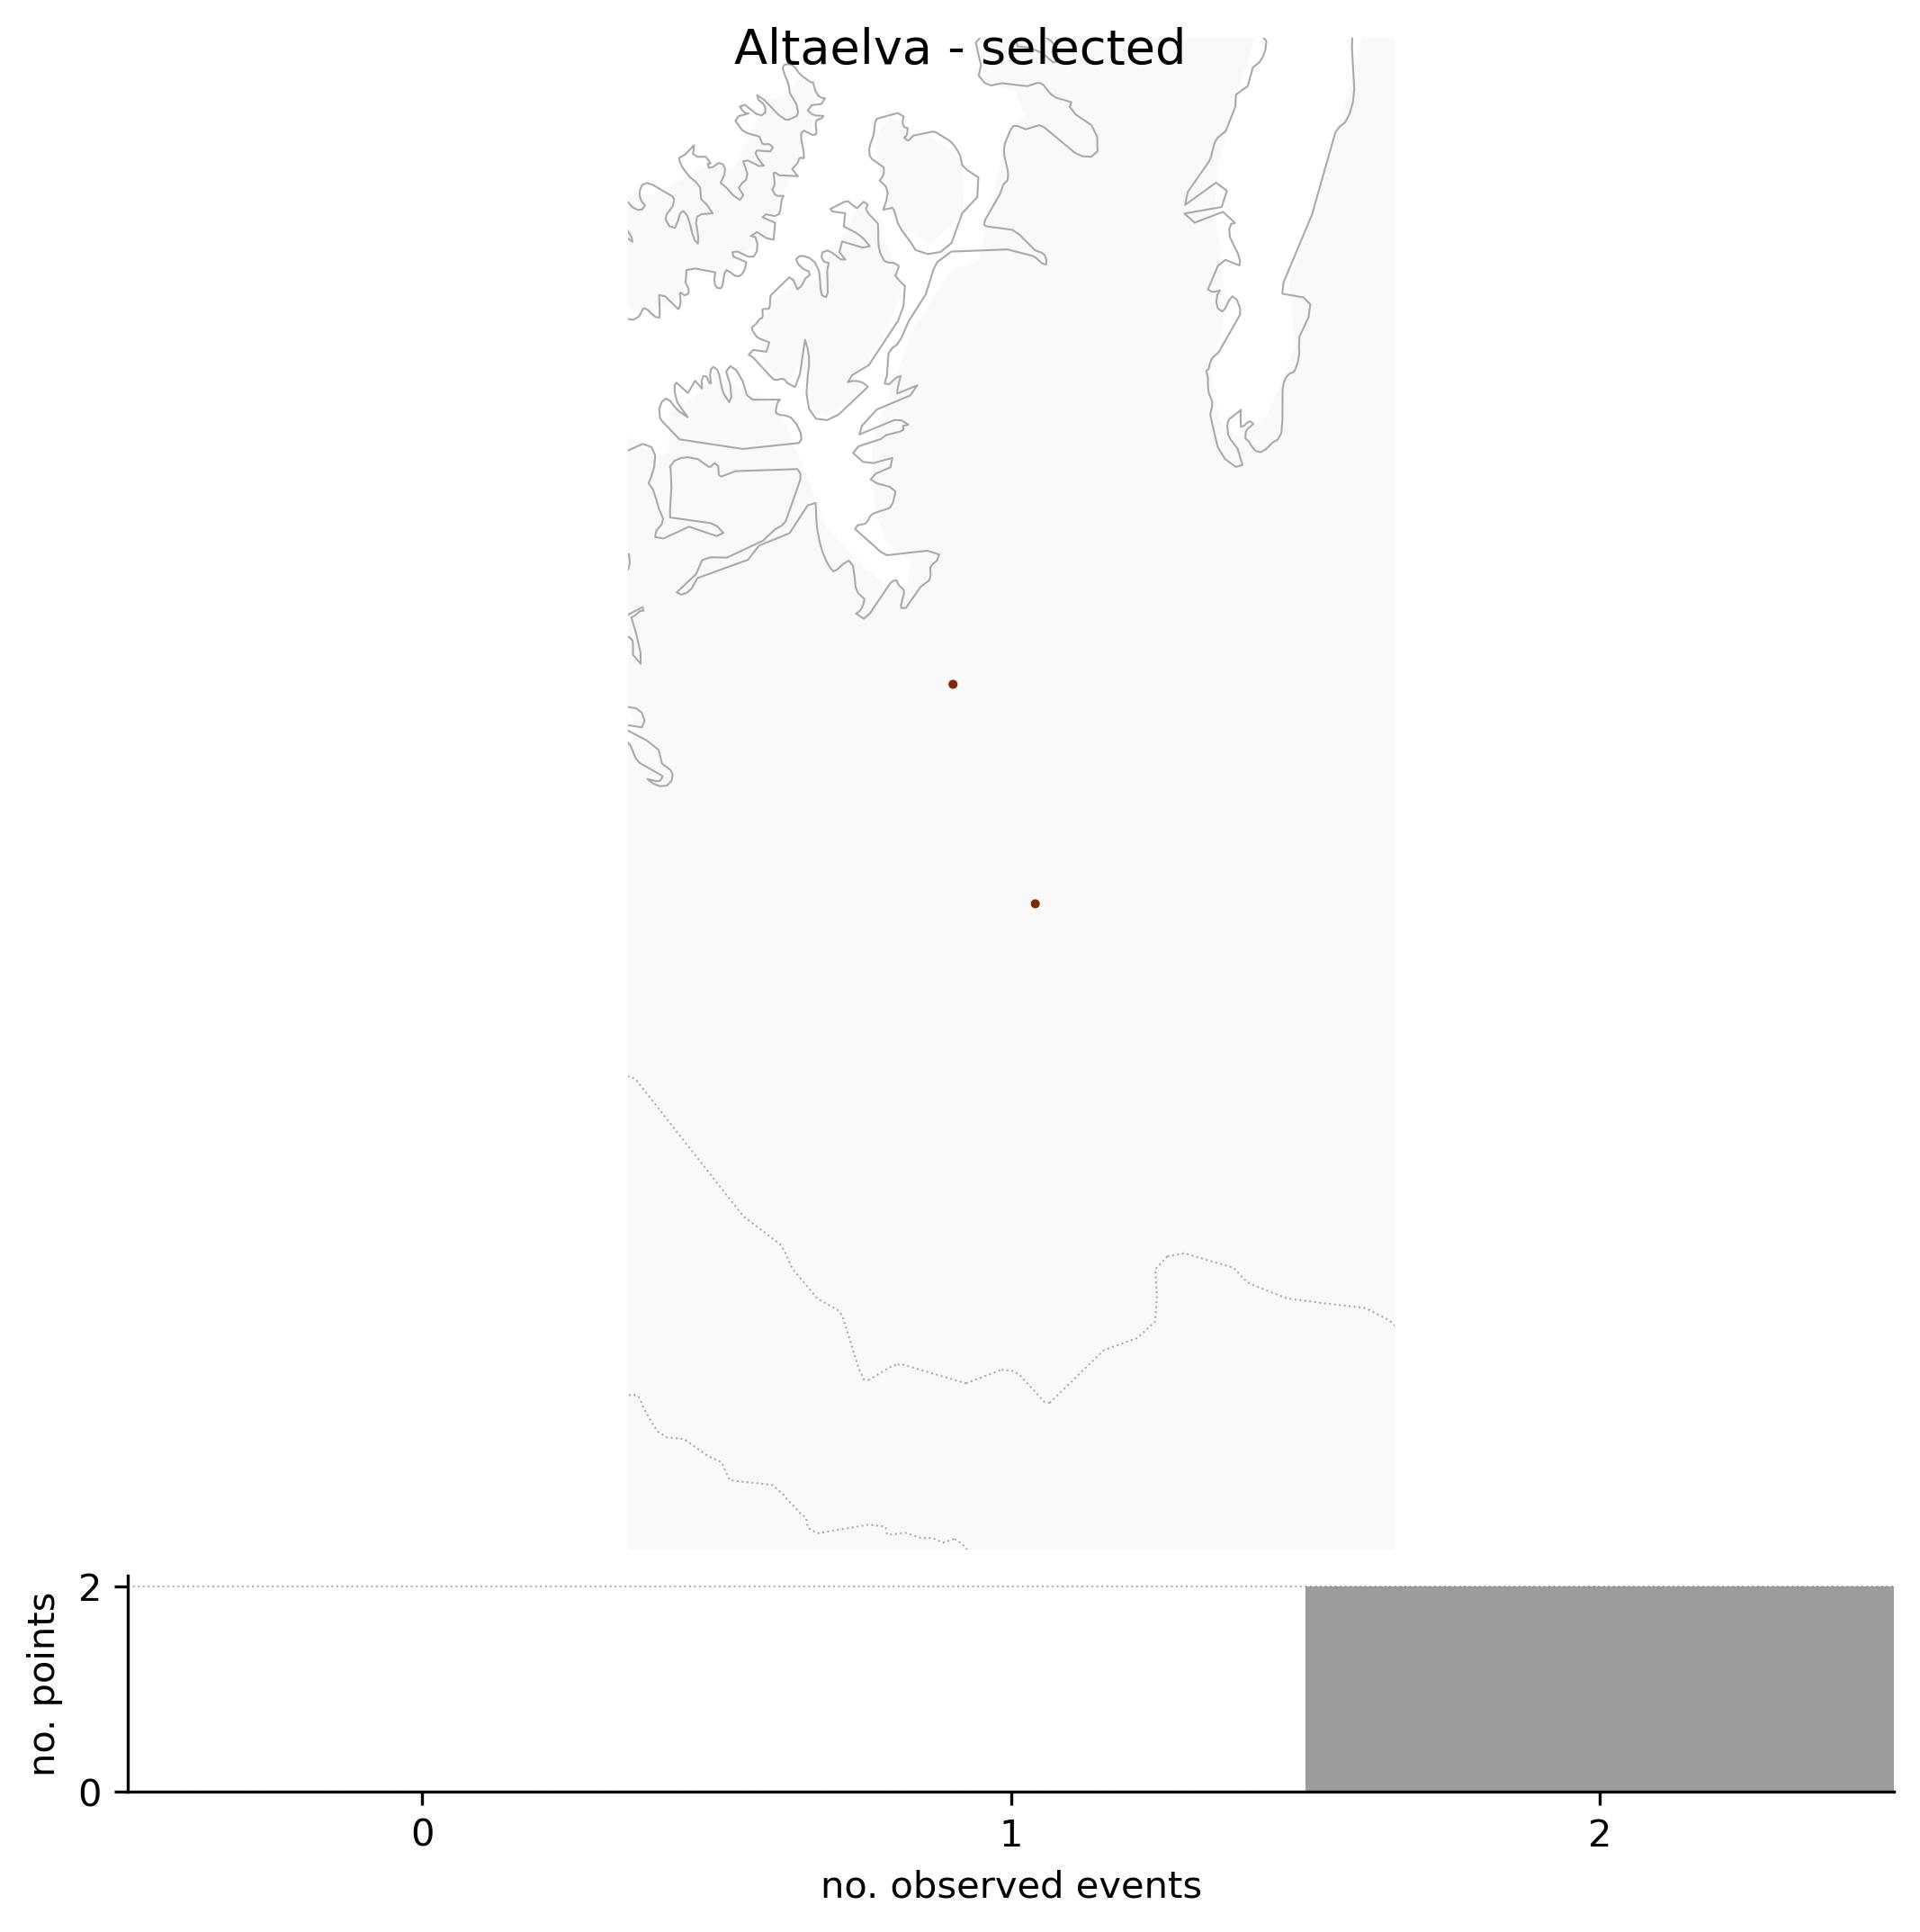 Altaelva - selected
2
no. points
0
0 1 2
no. observed events